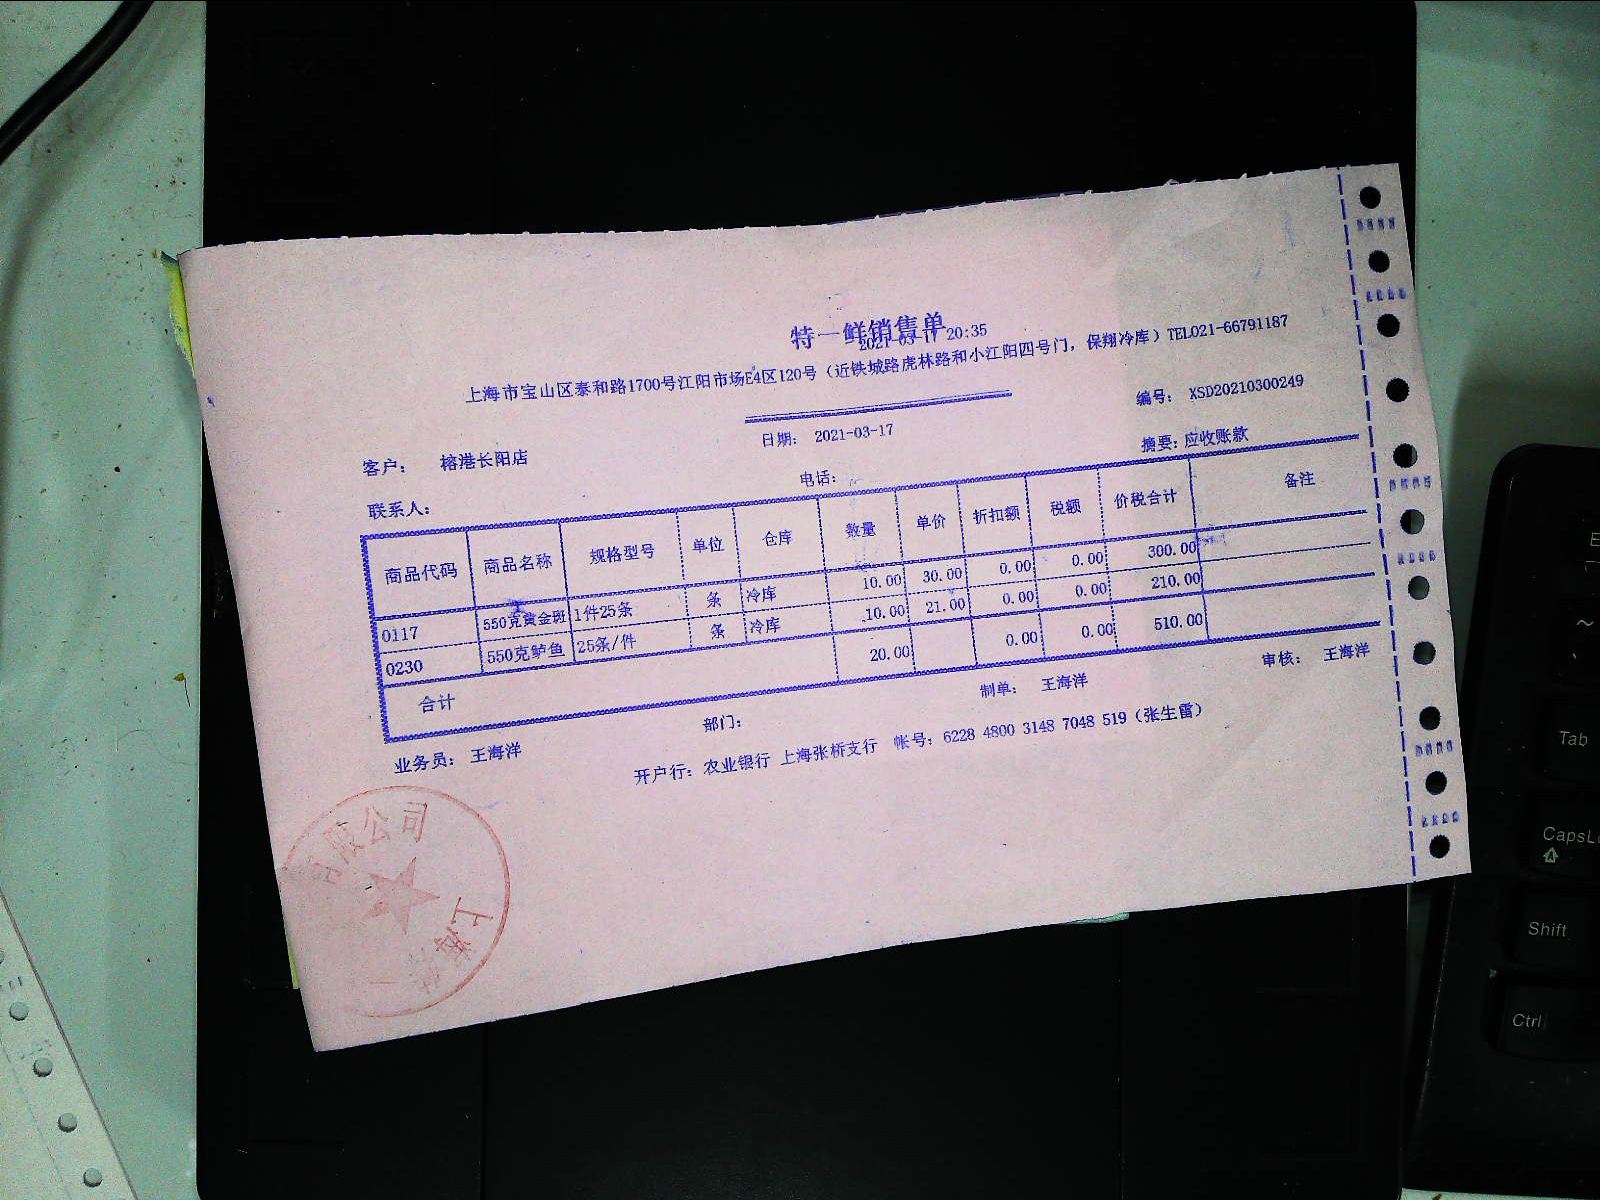 特一鲜销售单
2021-03-17 20:35
上海市宝山区泰和路1700号江阳市场E4区120号（近铁城路虎林路和小江阳四号门，保翔冷库）TEL021-66791187
编号： XSD20210300249
日期： 2021-03-17
客户： 榕港长阳店
摘要：应收账款
联系人：
电话：
商品代码 商品名称 规格型号 单位 仓库 数量 单价 折扣额 税额 价税合计 备注
0117 550克黄金斑 1件25条 条 冷库 10.00 30.00 0.00 0.00 300.00
0230 550克鲈鱼 25条/件 条 冷库 10.00 21.00 0.00 0.00 210.00
合计 20.00 0.00 0.00 510.00
业务员： 王海洋 部门： 制单： 王海洋 审核： 王海洋
开户行：农业银行 上海张桥支行 帐号：6228 4800 3148 7048 519（张生雷）
上海
限公司
Tab
CapsL
Shift
Ctrl